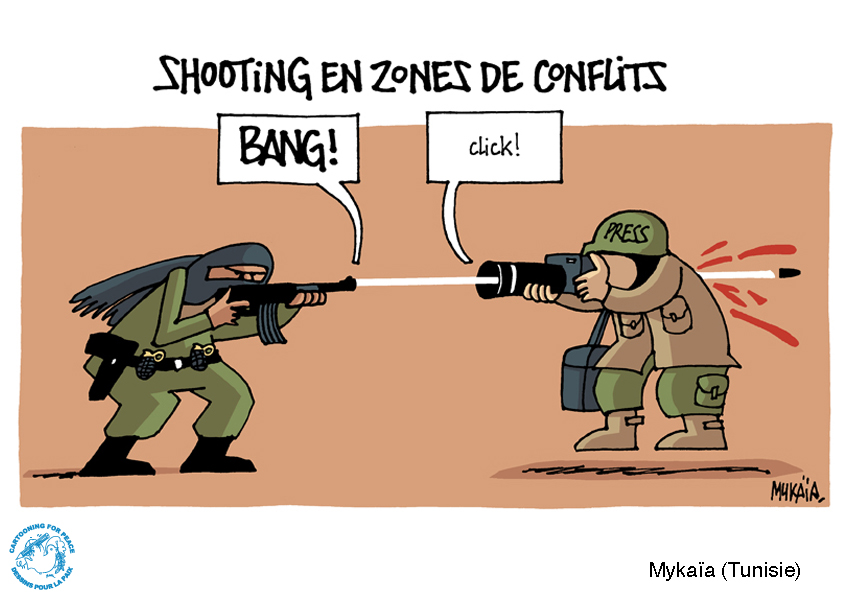 SHOOTING EN ZONES DE CONFLITS
BANG!
click!
PRESS
MYKAÏA.
CARTOONING FOR PEACE
DESSINS POUR LA PAIX
Mykaïa (Tunisie)